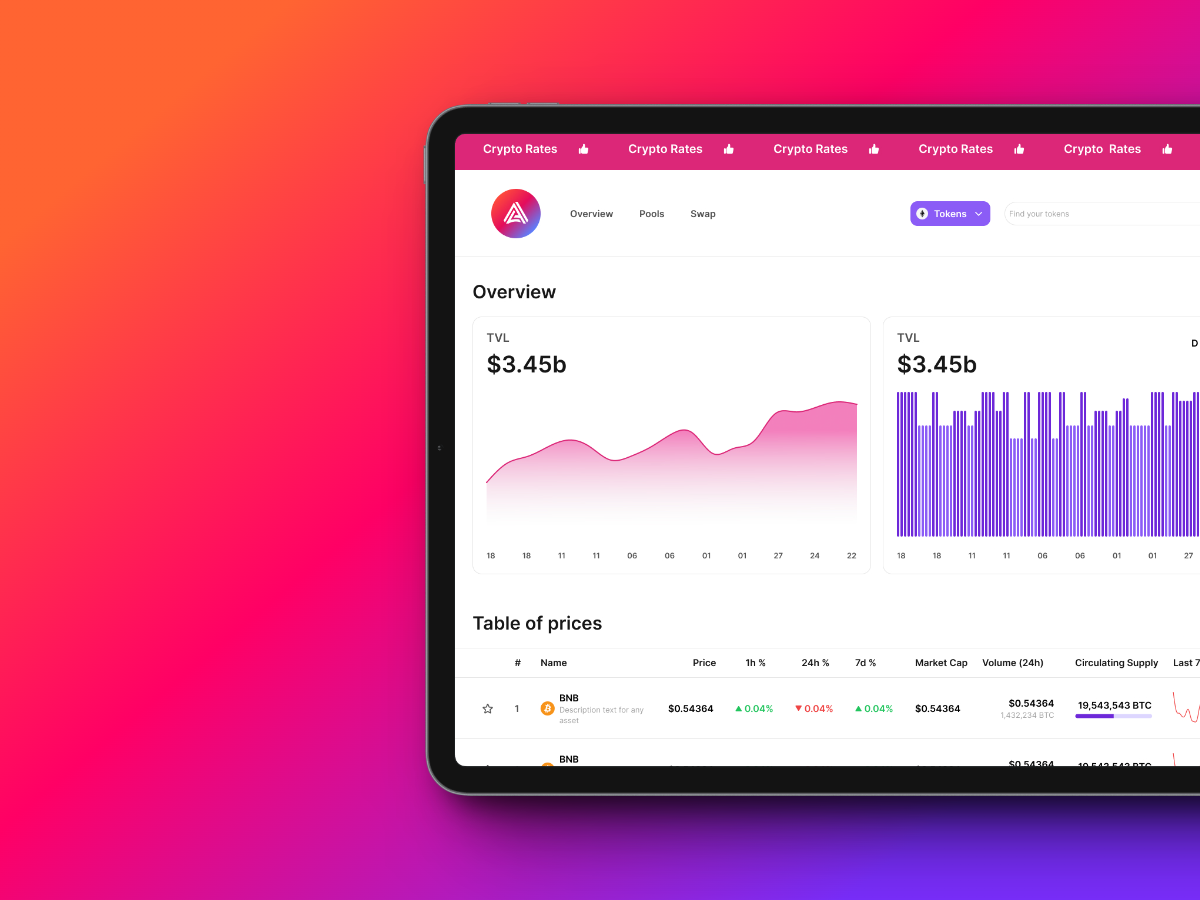 Crypto Rates Crypto Rates Crypto Rates Crypto Rates Crypto Rates
Overview Pools Swap Tokens Find your tokens
Overview
TVL
$3.45b
18 18 11 11 06 06 01 01 27 24 22
TVL
$3.45b
D
18 18 11 11 06 06 01 01 27
Table of prices
# Name Price 1h % 24h % 7d % Market Cap Volume (24h) Circulating Supply Last 7
1 BNB $0.54364 0.04% 0.04% 0.04% $0.54364 $0.54364 19,543,543 BTC
Description text for any 1,432,234 BTC
asset
BNB $0.54364 19,543,543 BTC